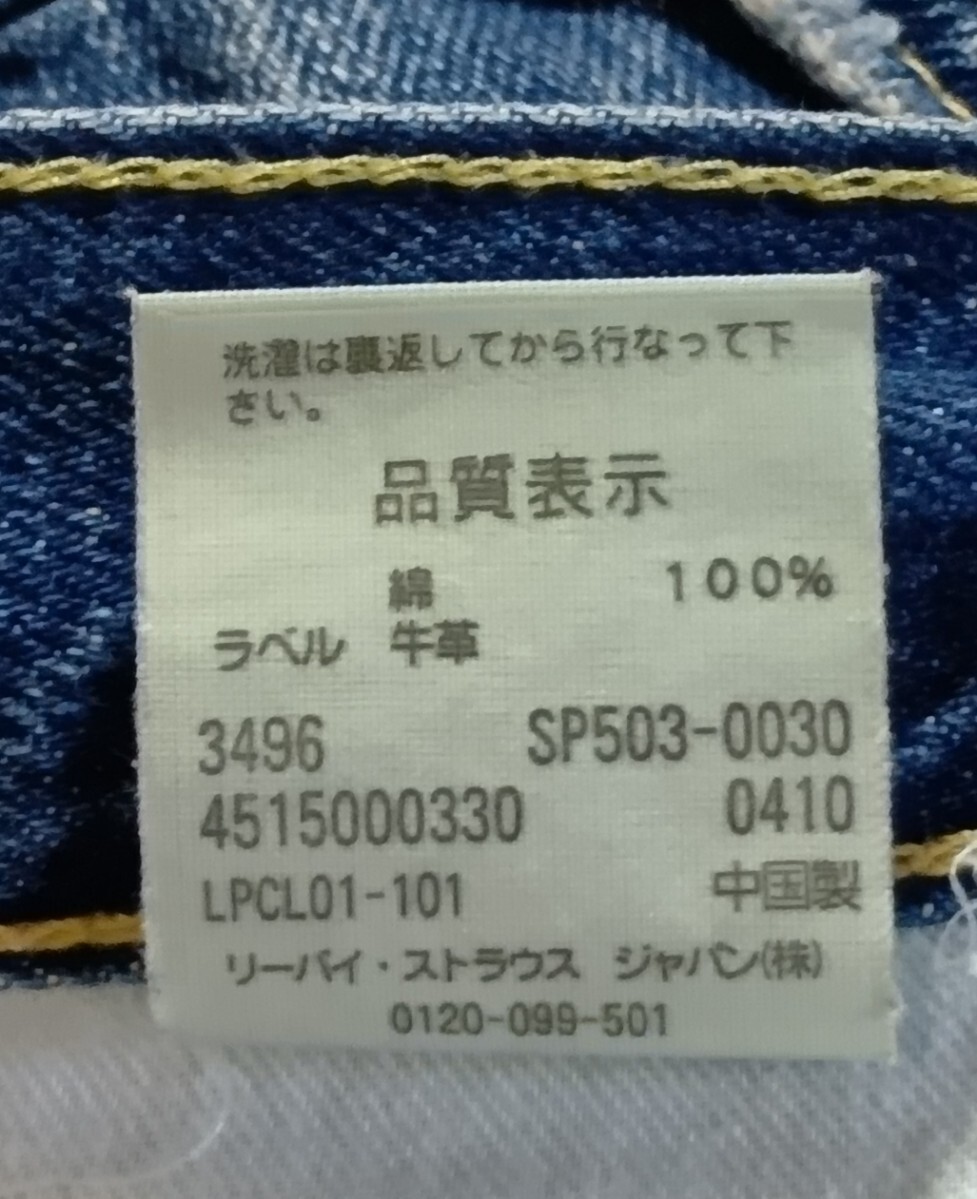 洗濯は裏返してから行なって下
さい。
品質表示
綿 100%
ラベル 牛革
3496 SP503-0030
4515000330 0410
LPCL01-101 中国製
リーバイ・ストラウス ジャパン(株)
0120-099-501